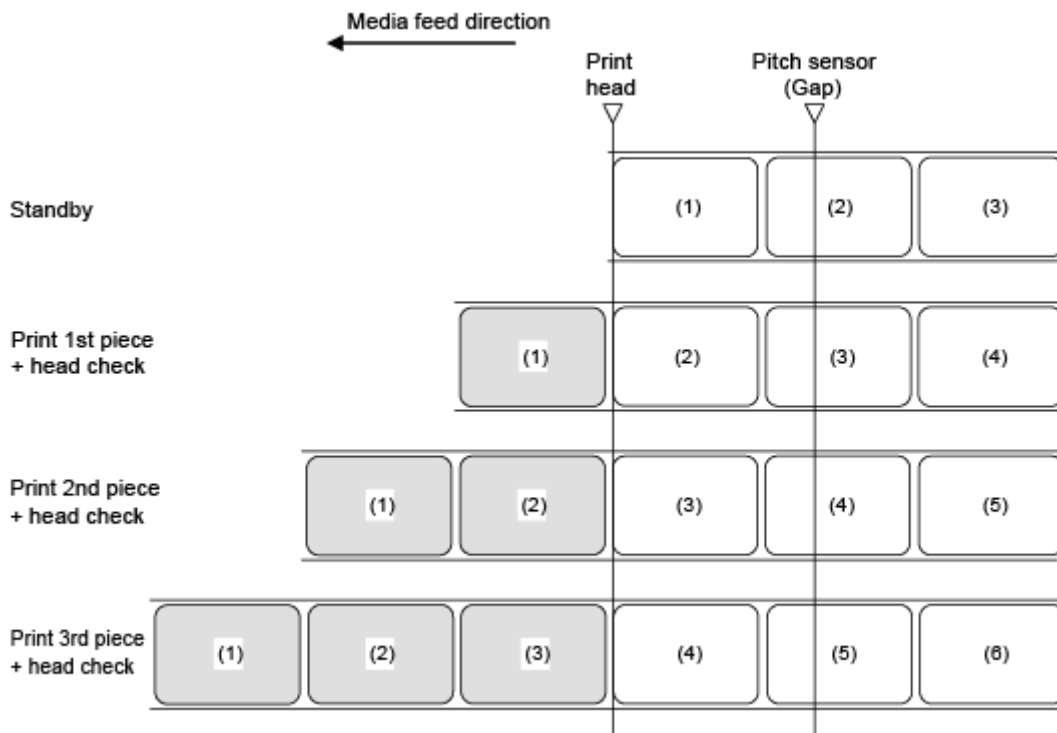 Media feed direction
Print
head
Pitch sensor
(Gap)
Standby
(1)
(2)
(3)
Print 1st piece
+ head check
(1)
(2)
(3)
(4)
Print 2nd piece
+ head check
(1)
(2)
(3)
(4)
(5)
Print 3rd piece
+ head check
(1)
(2)
(3)
(4)
(5)
(6)